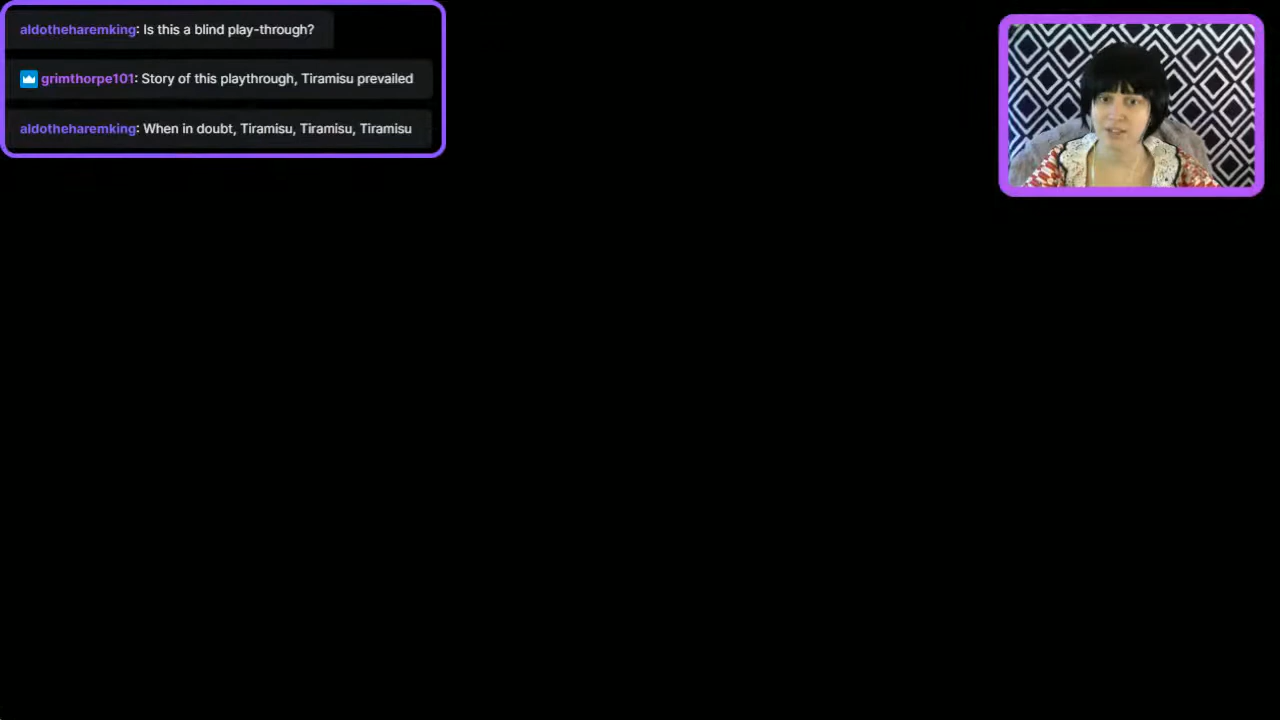 aldotheharemking: Is this a blind play-through?
grimthorpe101: Story of this playthrough, Tiramisu prevailed
aldotheharemking: When in doubt, Tiramisu, Tiramisu, Tiramisu